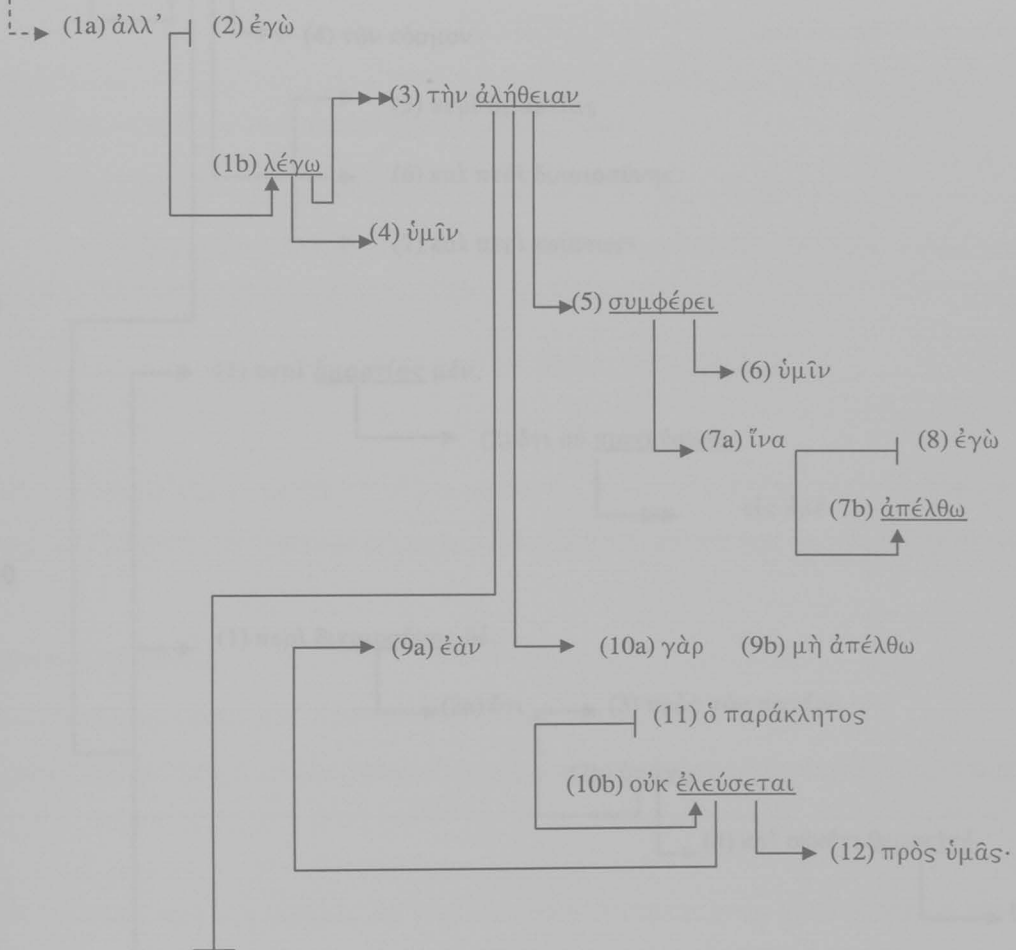 (1a) ἀλλ’ (2) ἐγὼ
(3) τὴν ἀλήθειαν
(1b) λέγω
(4) ὑμῖν
(5) συμφέρει
(6) ὑμῖν
(7a) ἵνα (8) ἐγὼ
(7b) ἀπέλθω
(9a) ἐὰν (10a) γὰρ (9b) μὴ ἀπέλθω
(11) ὁ παράκλητος
(10b) οὐκ ἐλεύσεται
(12) πρὸς ὑμᾶς·